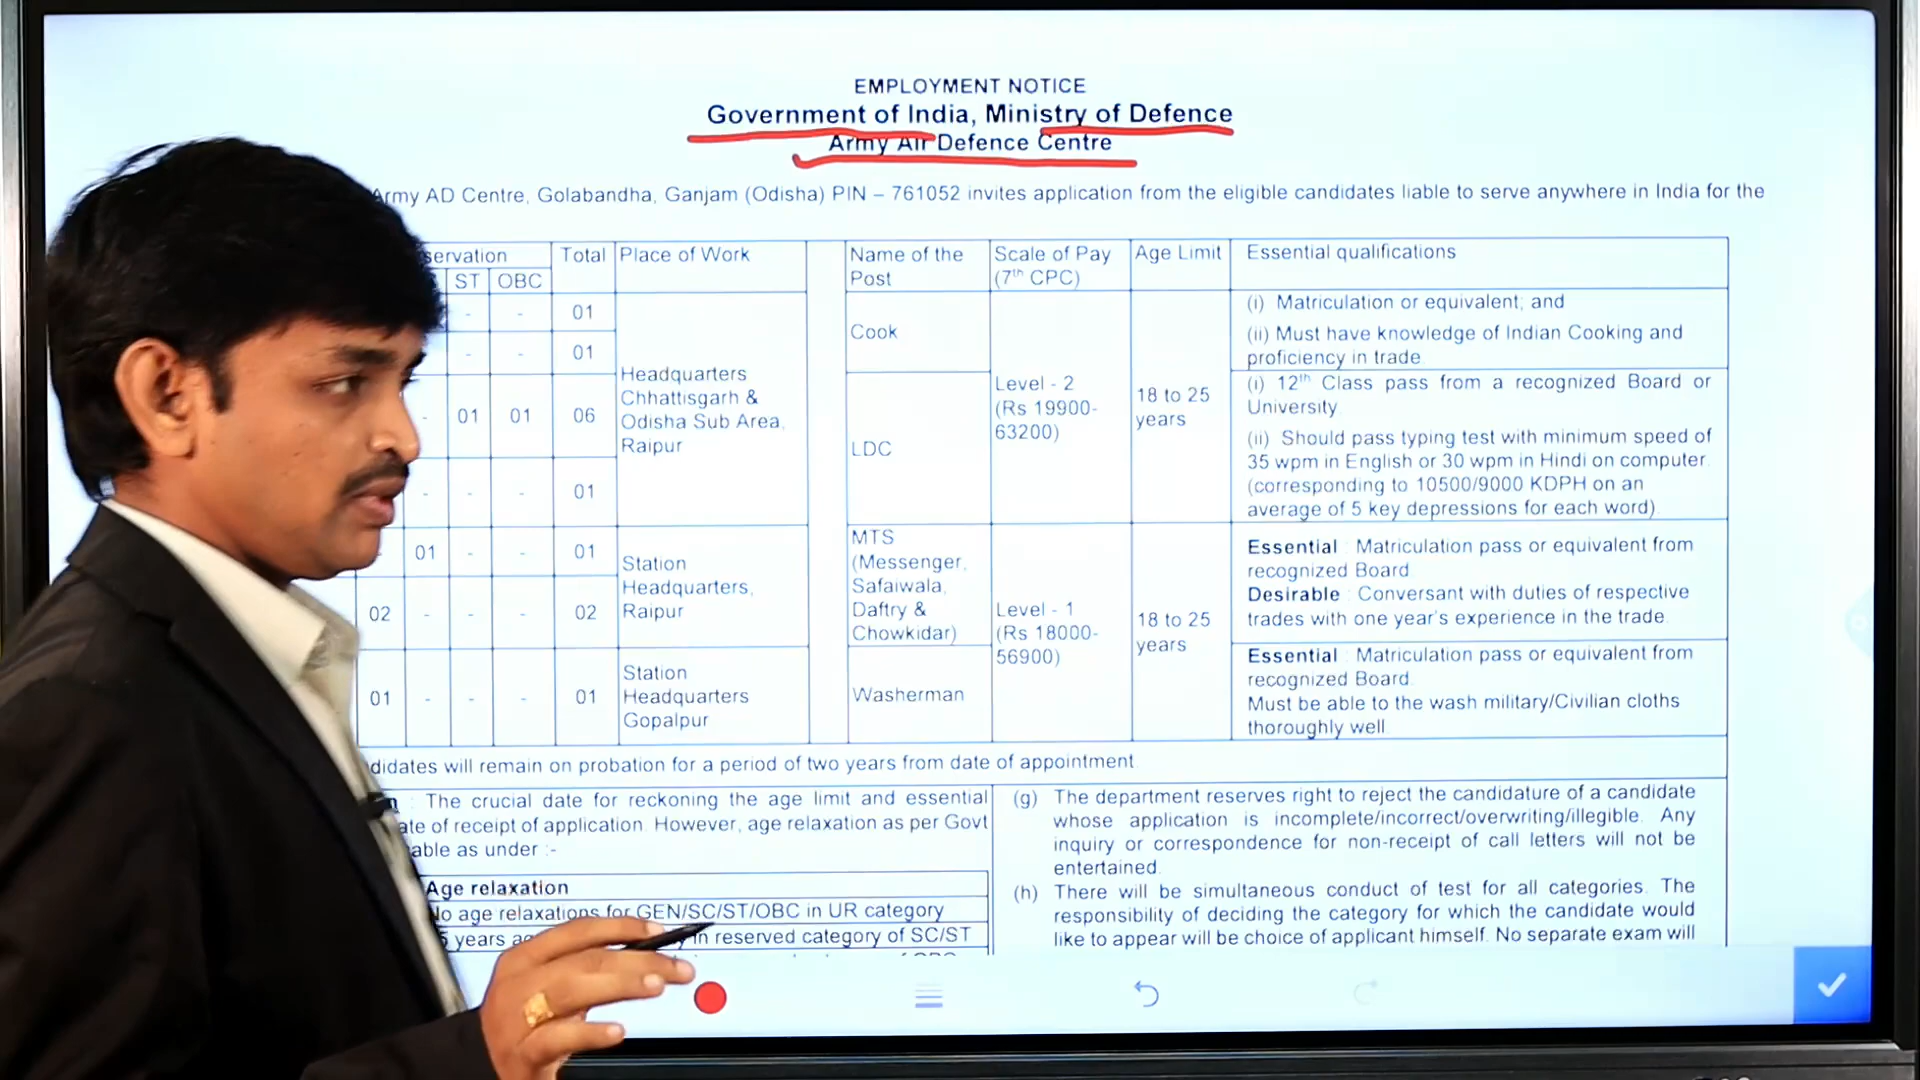 EMPLOYMENT NOTICE
Government of India, Ministry of Defence
Army Air Defence Centre
Army AD Centre, Golabandha, Ganjam (Odisha) PIN – 761052 invites application from the eligible candidates liable to serve anywhere in India for the
servation
ST
OBC
Total
Place of Work
- - 01
- - 01
- 01 01 06
- - 01
Headquarters
Chhattisgarh &
Odisha Sub Area,
Raipur
- 01 - - 01
02 - - - 02
Station
Headquarters,
Raipur
01 - - - 01
Station
Headquarters
Gopalpur
Name of the
Post
Scale of Pay
(7th CPC)
Age Limit
Essential qualifications
Cook
Level - 2
(Rs 19900-
63200)
18 to 25
years
(i) Matriculation or equivalent; and
(ii) Must have knowledge of Indian Cooking and
proficiency in trade
LDC
(i) 12th Class pass from a recognized Board or
University
(ii) Should pass typing test with minimum speed of
35 wpm in English or 30 wpm in Hindi on computer
(corresponding to 10500/9000 KDPH on an
average of 5 key depressions for each word)
MTS
(Messenger,
Safaiwala,
Daftry &
Chowkidar)
Level - 1
(Rs 18000-
56900)
18 to 25
years
Essential : Matriculation pass or equivalent from
recognized Board
Desirable : Conversant with duties of respective
trades with one year's experience in the trade.
Washerman
Essential : Matriculation pass or equivalent from
recognized Board
Must be able to the wash military/Civilian cloths
thoroughly well.
didates will remain on probation for a period of two years from date of appointment
n : The crucial date for reckoning the age limit and essential
ate of receipt of application. However, age relaxation as per Govt
able as under :-
Age relaxation
No age relaxations for GEN/SC/ST/OBC in UR category
5 years ag in reserved category of SC/ST
(g) The department reserves right to reject the candidature of a candidate
whose application is incomplete/incorrect/overwriting/illegible. Any
inquiry or correspondence for non-receipt of call letters will not be
entertained.
(h) There will be simultaneous conduct of test for all categories. The
responsibility of deciding the category for which the candidate would
like to appear will be choice of applicant himself. No separate exam will